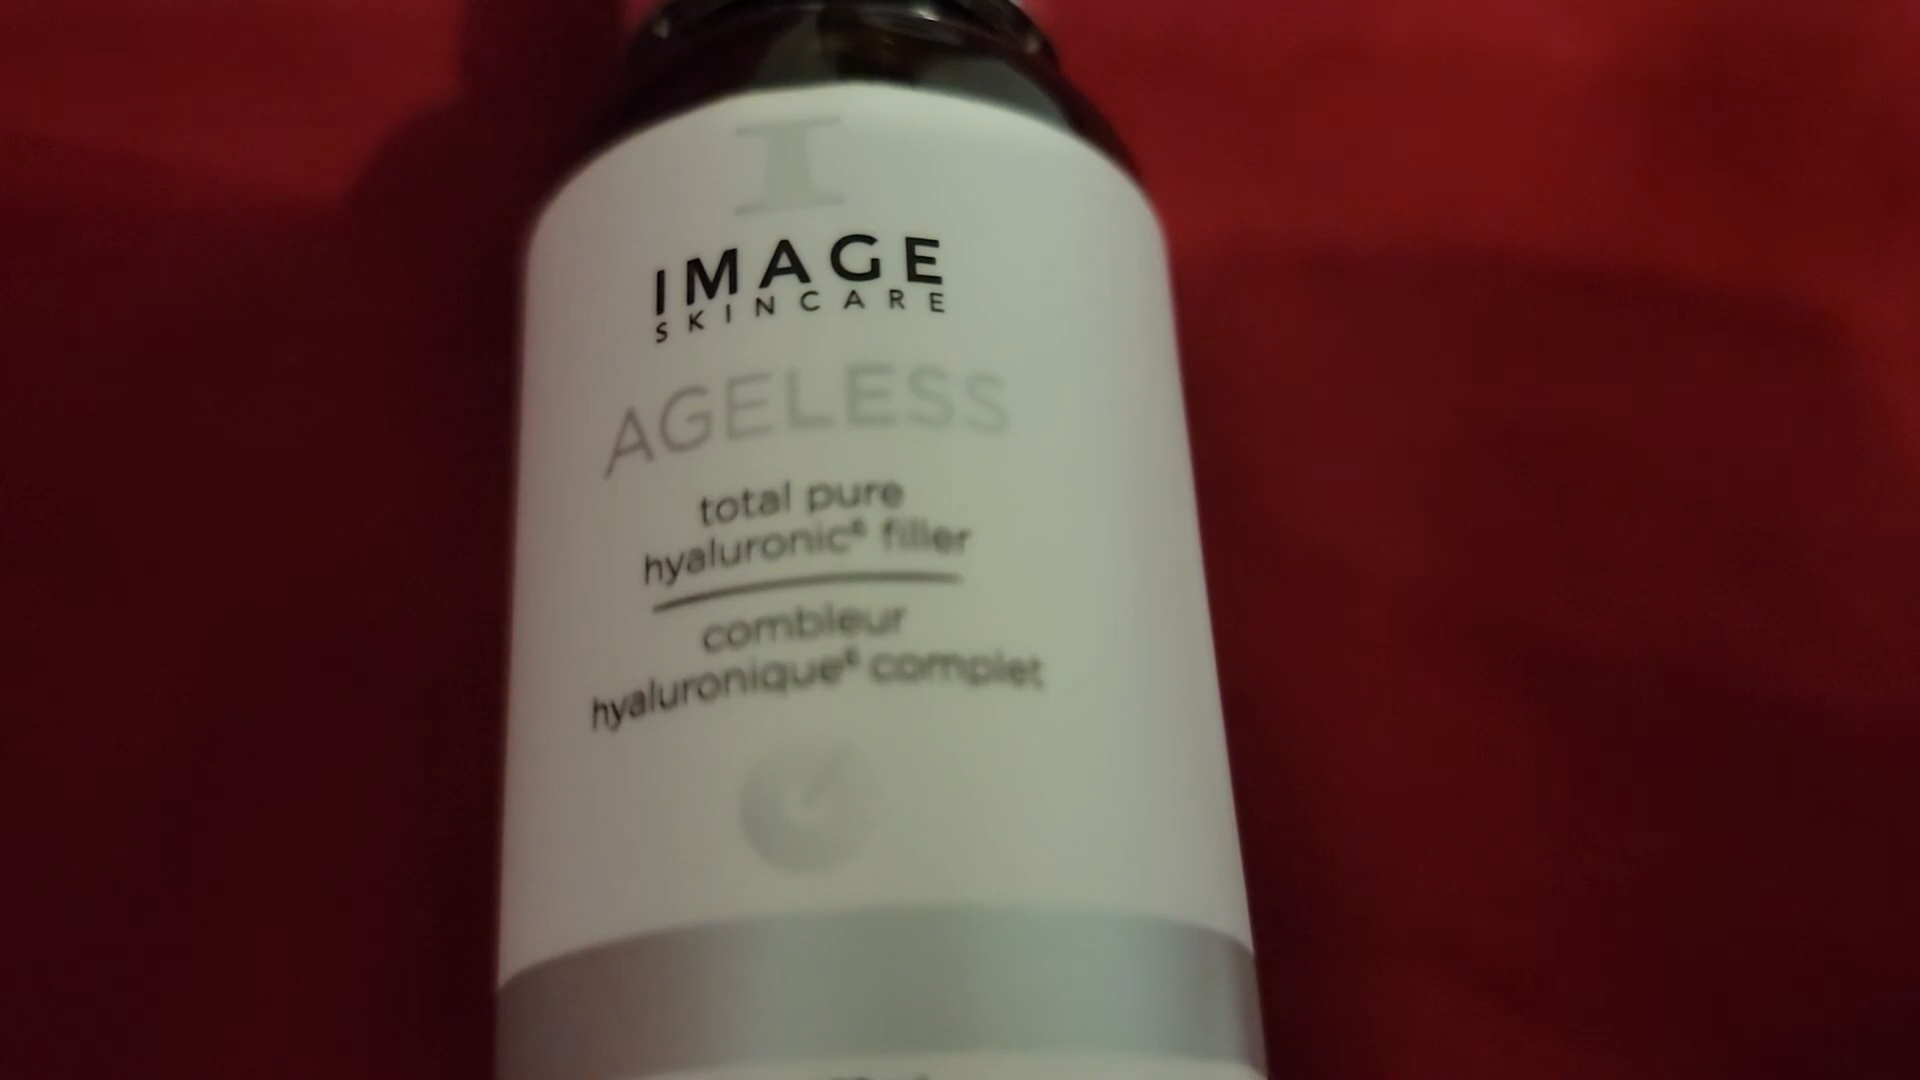 I
IMAGE
SKINCARE
AGELESS
total pure
hyaluronic⁶ filler
combleur
hyaluronique⁶ complet